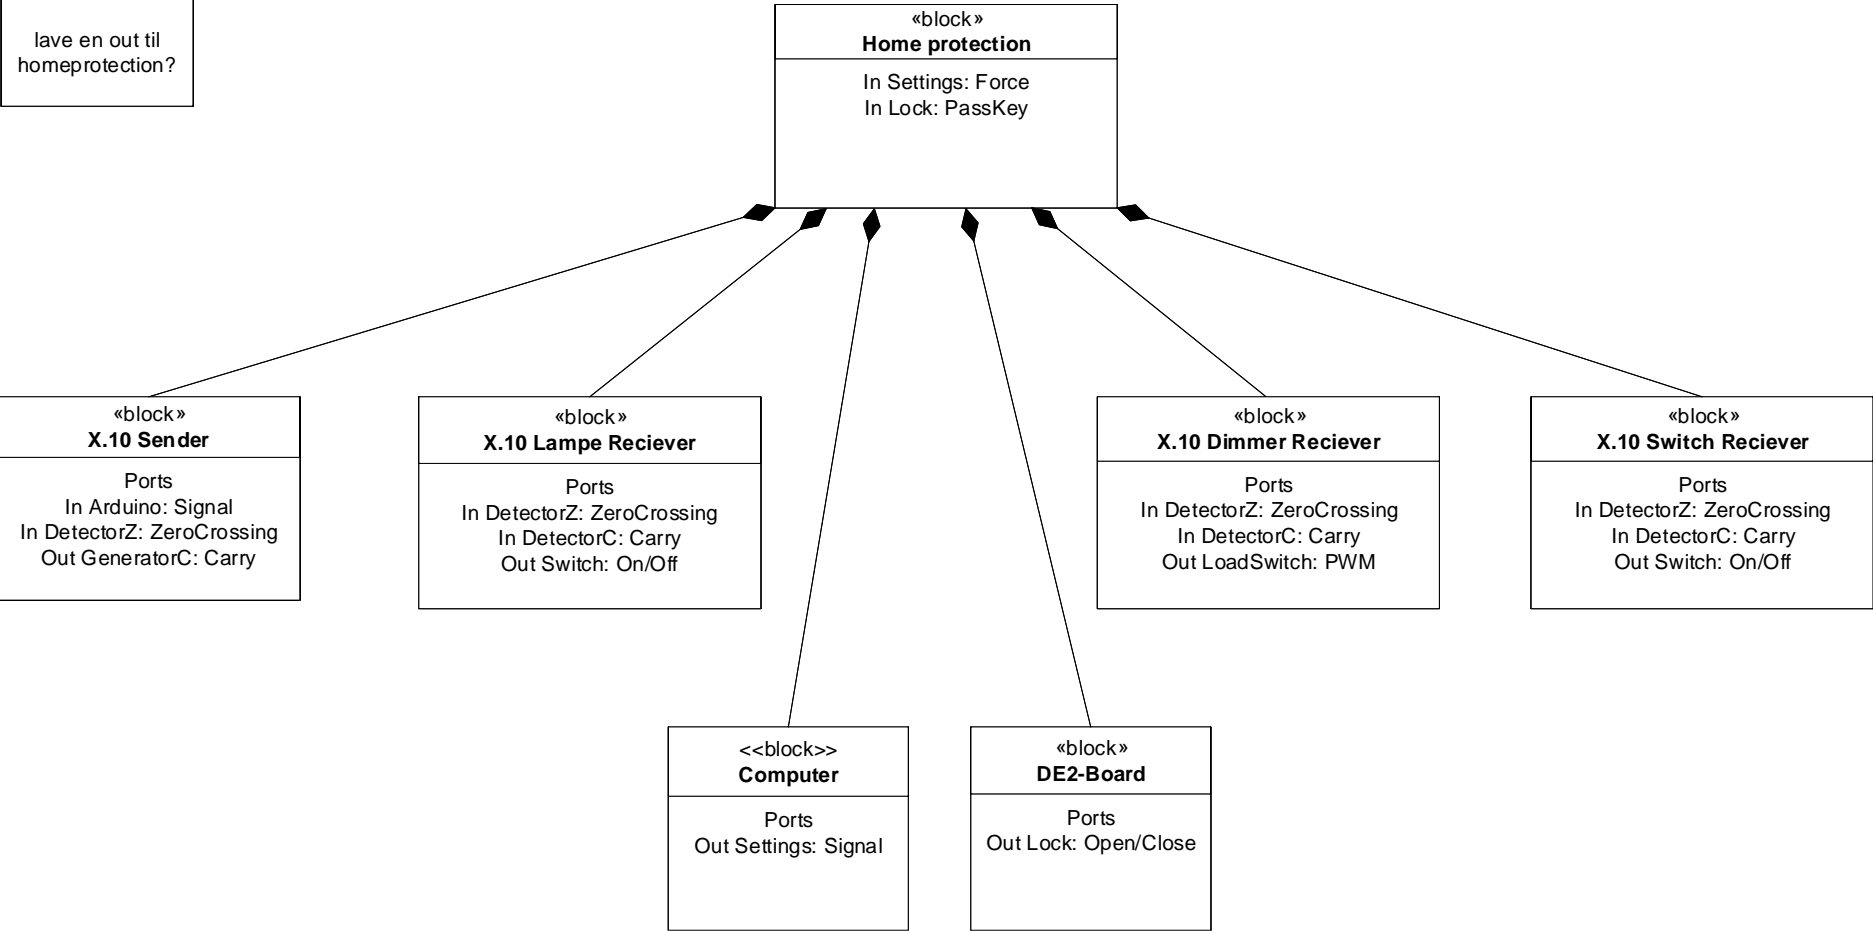 lave en out til
homeprotection?
«block»
Home protection
In Settings: Force
In Lock: PassKey
«block»
X.10 Sender
Ports
In Arduino: Signal
In DetectorZ: ZeroCrossing
Out GeneratorC: Carry
«block»
X.10 Lampe Reciever
Ports
In DetectorZ: ZeroCrossing
In DetectorC: Carry
Out Switch: On/Off
«block»
X.10 Dimmer Reciever
Ports
In DetectorZ: ZeroCrossing
In DetectorC: Carry
Out LoadSwitch: PWM
«block»
X.10 Switch Reciever
Ports
In DetectorZ: ZeroCrossing
In DetectorC: Carry
Out Switch: On/Off
<<block>>
Computer
Ports
Out Settings: Signal
«block»
DE2-Board
Ports
Out Lock: Open/Close